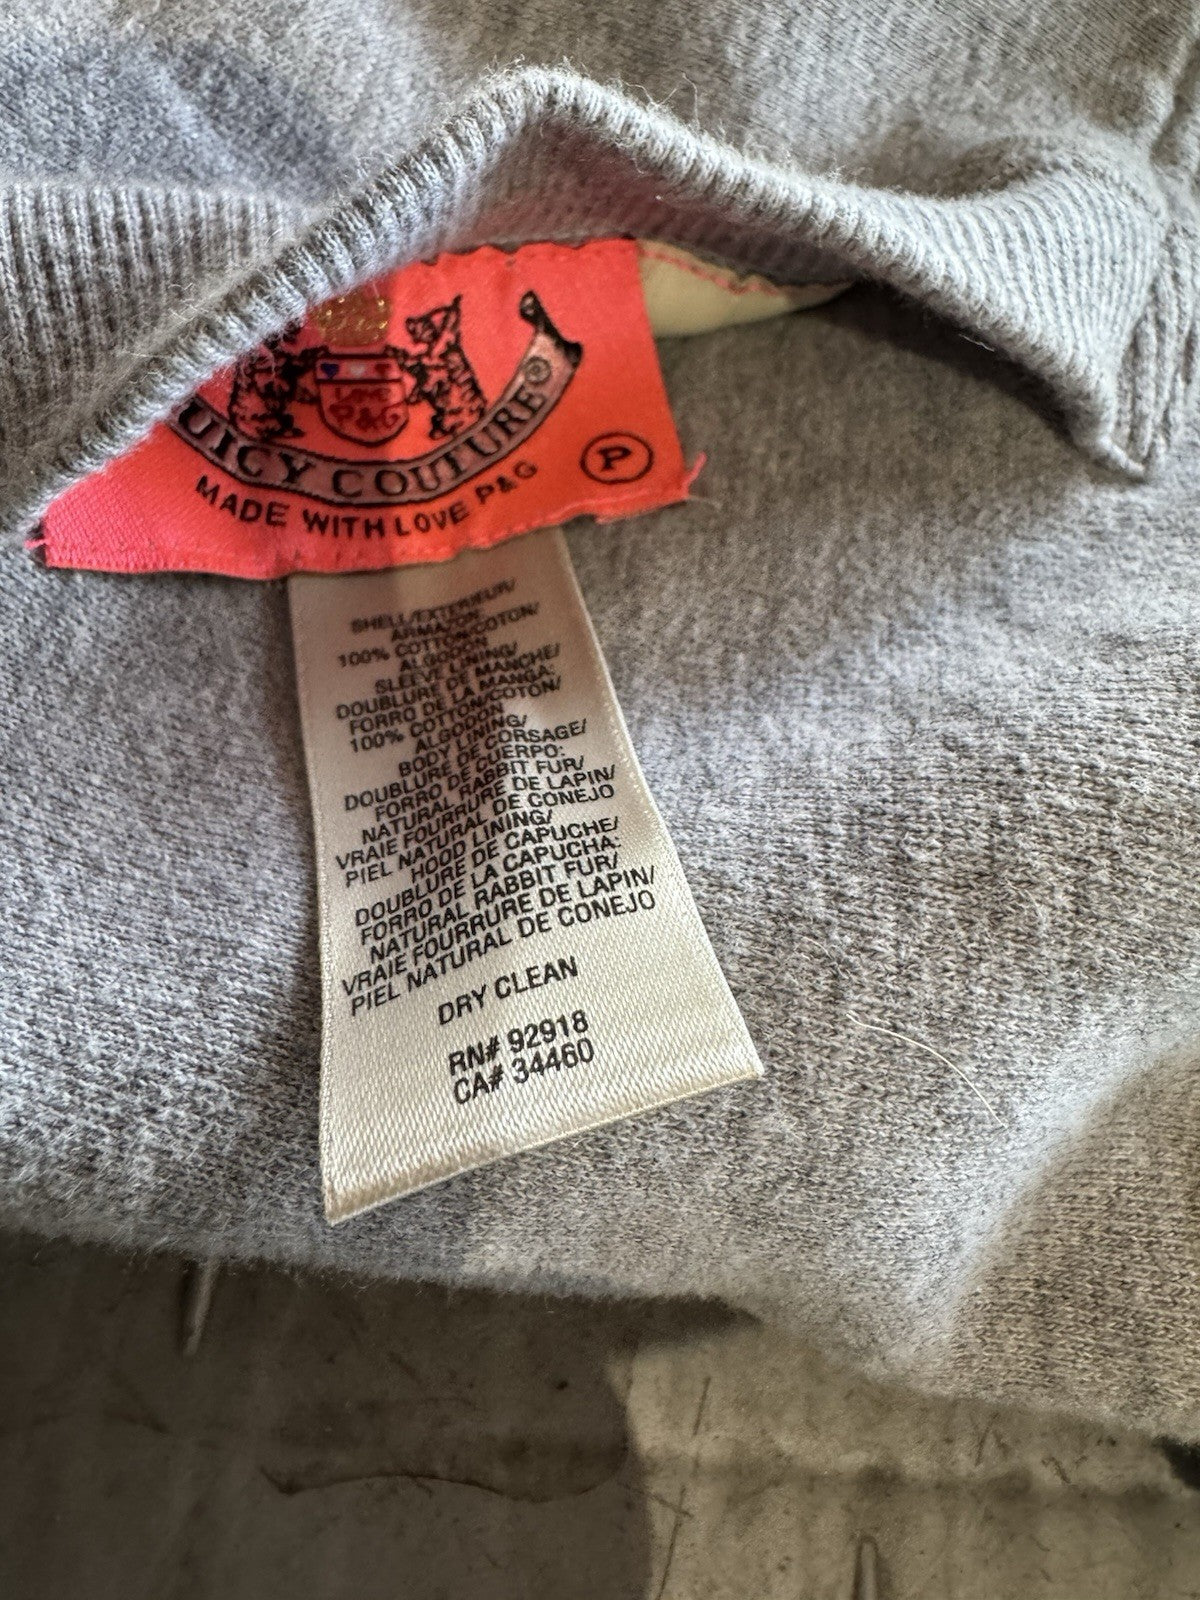 LOVE
P&G
UICY COUTURE®
MADE WITH LOVE P&G
P
SHELL/EXTERIEUR/
ARMAZON:
100% COTTON/COTON/
ALGODON
SLEEVE LINING/
DOUBLURE DE MANCHE/
FORRO DE LA MANGA:
100% COTTON/COTON/
ALGODON
BODY LINING/
DOUBLURE DE CORSAGE/
FORRO DE CUERPO:
NATURAL RABBIT FUR/
VRAIE FOURRURE DE LAPIN/
PIEL NATURAL DE CONEJO
HOOD LINING/
DOUBLURE DE CAPUCHE/
FORRO DE LA CAPUCHA:
NATURAL RABBIT FUR/
VRAIE FOURRURE DE LAPIN/
PIEL NATURAL DE CONEJO
DRY CLEAN
RN# 92918
CA# 34460